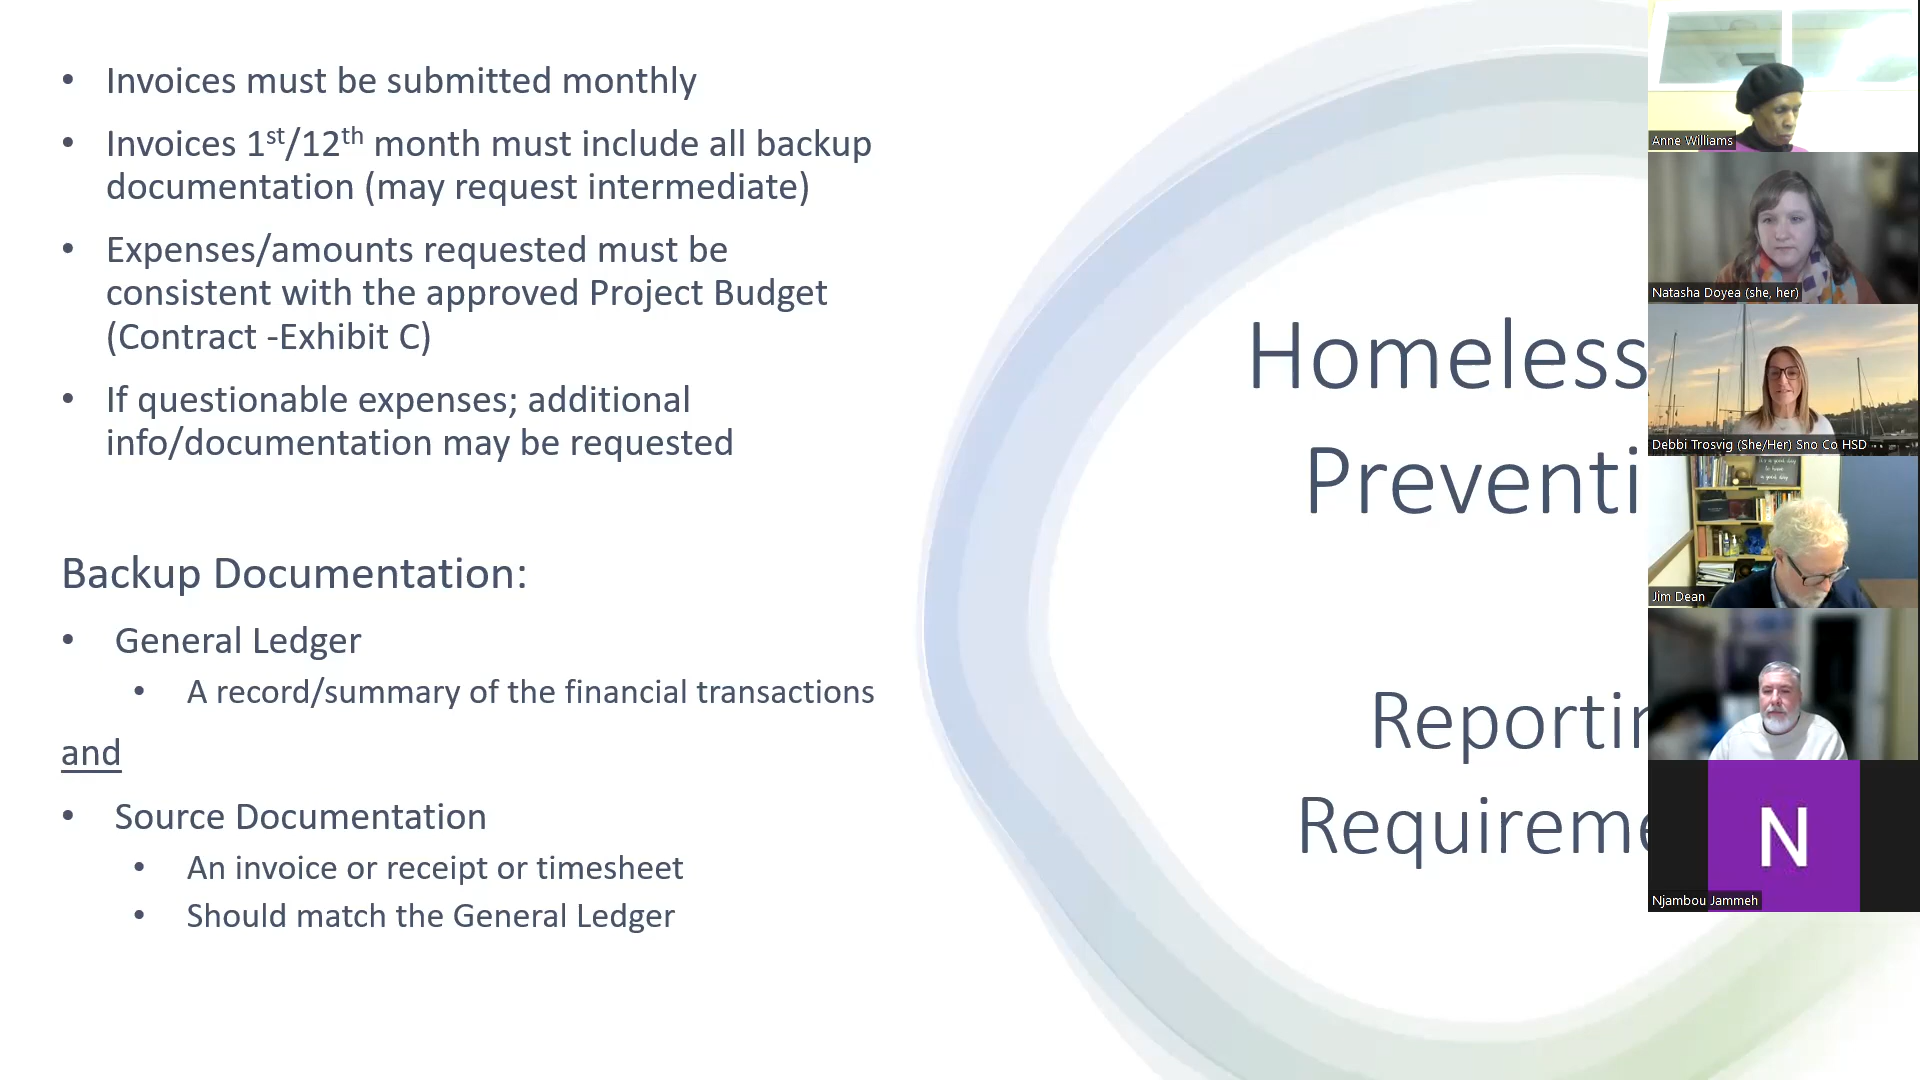 • Invoices must be submitted monthly
• Invoices 1st/12th month must include all backup
documentation (may request intermediate)
• Expenses/amounts requested must be
consistent with the approved Project Budget
(Contract -Exhibit C)
• If questionable expenses; additional
info/documentation may be requested
Backup Documentation:
• General Ledger
• A record/summary of the financial transactions
and
• Source Documentation
• An invoice or receipt or timesheet
• Should match the General Ledger
Homeless
Preventi
Reportin
Requireme
Anne Williams
Natasha Doyea (she, her)
Debbi Trosvig (She/Her) Sno Co HSD
Jim Dean
N
Njambou Jammeh